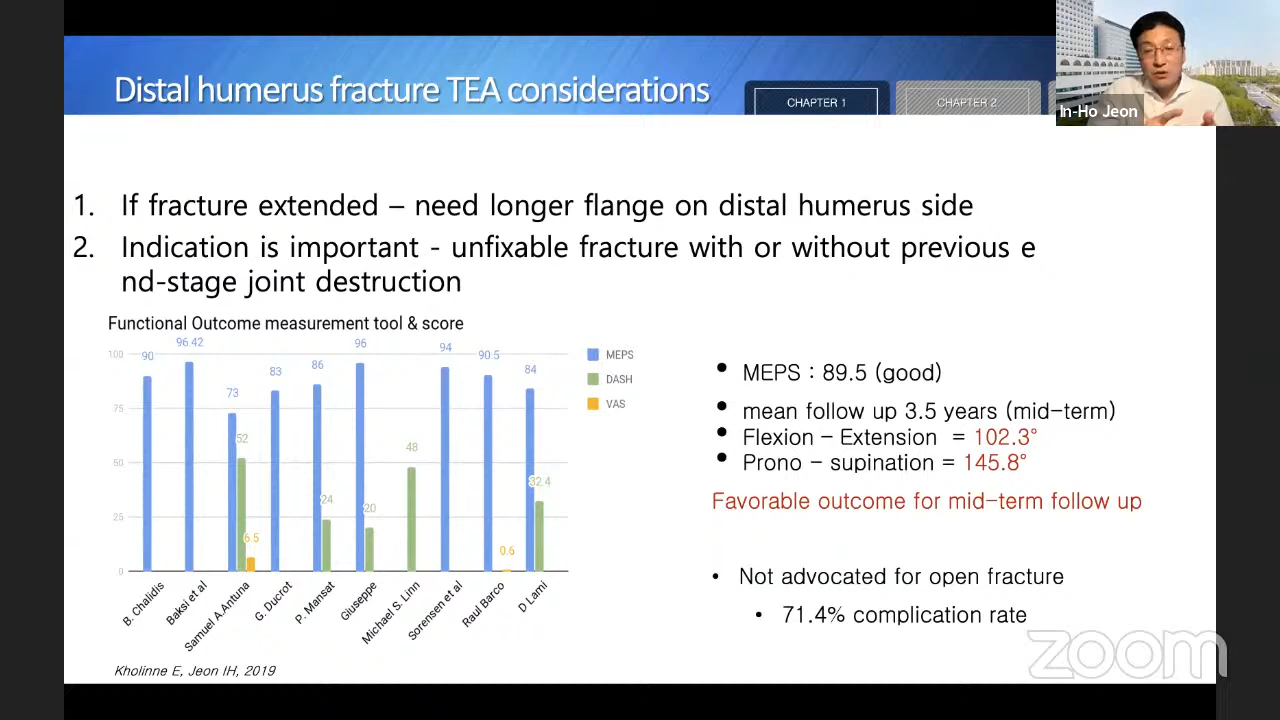 Distal humerus fracture TEA considerations
CHAPTER 1
CHAPTER 2
In-Ho Jeon
1. If fracture extended – need longer flange on distal humerus side
2. Indication is important - unfixable fracture with or without previous e
nd-stage joint destruction
Functional Outcome measurement tool & score
100
75
50
25
0
90
96.42
73
52
6.5
83
86
24
96
20
48
94
90.5
0.6
84
32.4
MEPS
DASH
VAS
B. Chalidis
Baksi et al
Samuel A.Antuna
G. Ducrot
P. Mansat
Giuseppe
Michael S. Linn
Sorensen et al
Raul Barco
D Lami
Kholinne E, Jeon IH, 2019
• MEPS : 89.5 (good)
• mean follow up 3.5 years (mid-term)
• Flexion – Extension = 102.3°
• Prono – supination = 145.8°
Favorable outcome for mid-term follow up
• Not advocated for open fracture
• 71.4% complication rate
zoom